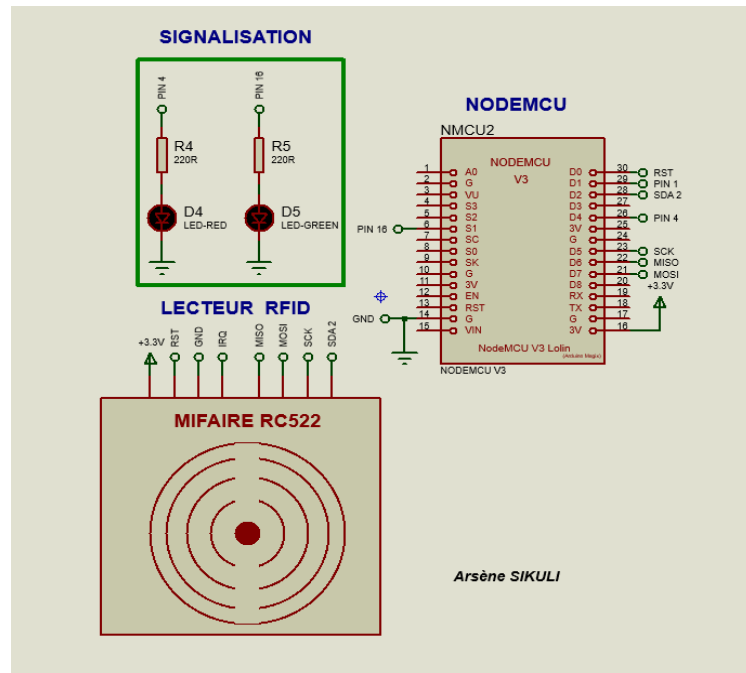 SIGNALISATION
PIN 4
PIN 16
R4
220R
R5
220R
D4
LED-RED
D5
LED-GREEN
NODEMCU
NMCU2
NODEMCU
V3
1 A0
2 G
3 VU
4 S3
5 S2
PIN 16 6 S1
7 SC
8 S0
9 SK
10 G
11 3V
12 EN
13 RST
GND 14 G
15 VIN
D0 30 RST
D1 29 PIN 1
D2 28 SDA 2
D3 27
D4 26 PIN 4
3V 25
G 24
D5 23 SCK
D6 22 MISO
D7 21 MOSI
D8 20 +3.3V
RX 19
TX 18
G 17
3V 16
NodeMCU V3 Lolin
(Arduino Magix)
NODEMCU V3
LECTEUR RFID
+3.3V
RST
GND
IRQ
MISO
MOSI
SCK
SDA 2
MIFAIRE RC522
Arsène SIKULI